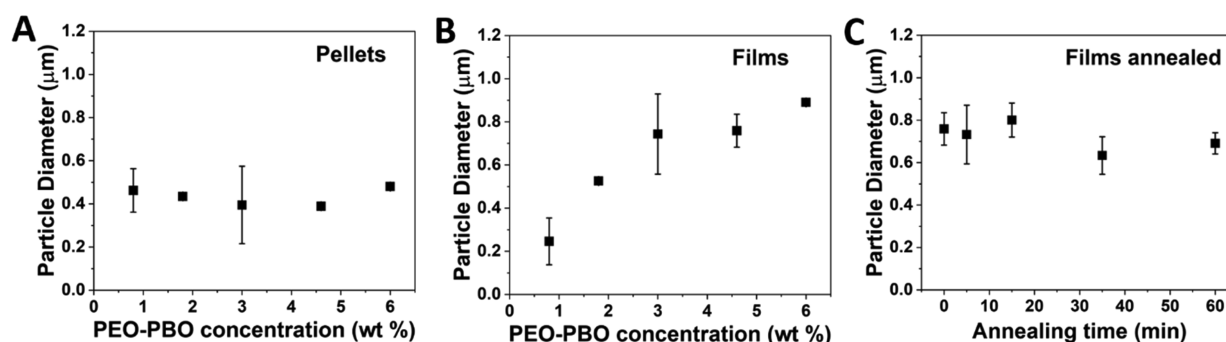 A
Pellets
Particle Diameter (μm)
1.2
1.0
0.8
0.6
0.4
0.2
0.0
0 1 2 3 4 5 6
PEO-PBO concentration (wt %)
B
Films
Particle Diameter (μm)
1.2
1.0
0.8
0.6
0.4
0.2
0.0
0 1 2 3 4 5 6
PEO-PBO concentration (wt %)
C
Films annealed
Particle Diameter (μm)
1.2
1.0
0.8
0.6
0.4
0.2
0.0
0 10 20 30 40 50 60
Annealing time (min)